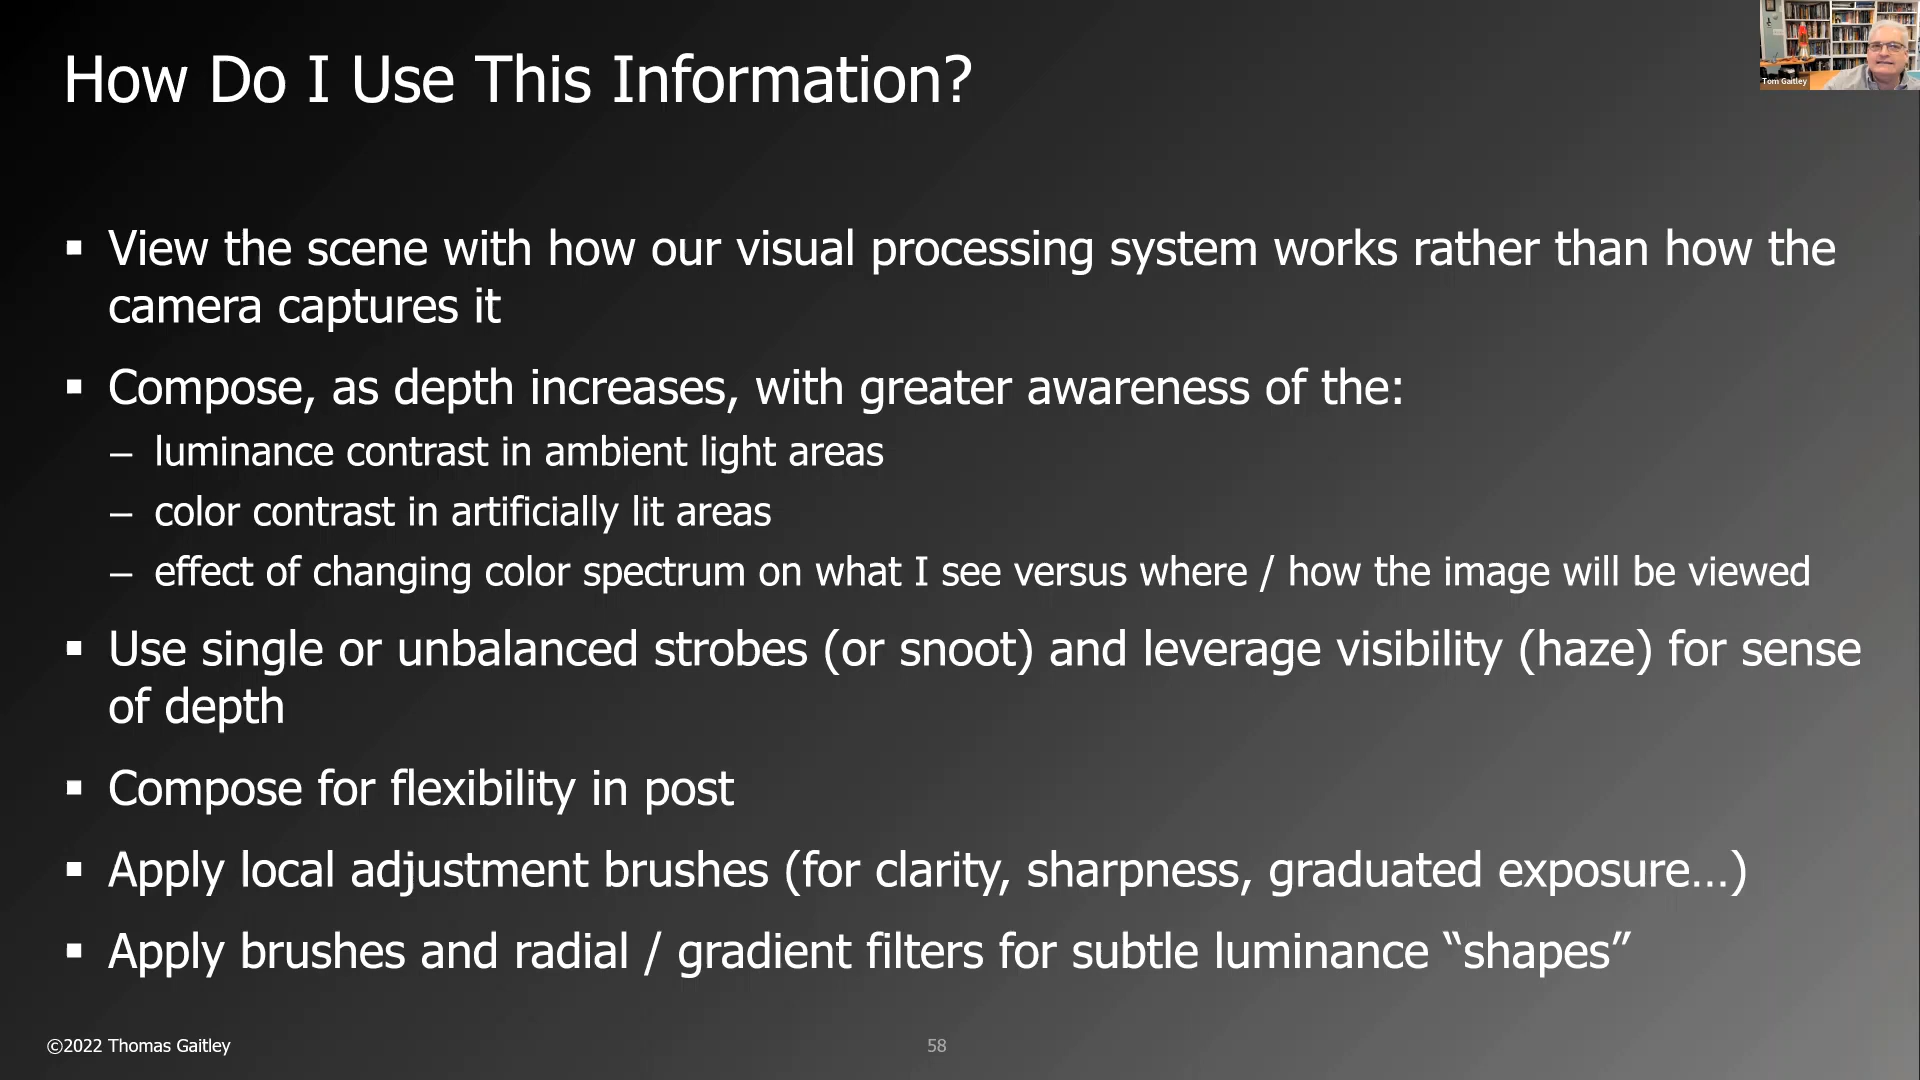 How Do I Use This Information?
Tom Gaitley
▪ View the scene with how our visual processing system works rather than how the
camera captures it
▪ Compose, as depth increases, with greater awareness of the:
– luminance contrast in ambient light areas
– color contrast in artificially lit areas
– effect of changing color spectrum on what I see versus where / how the image will be viewed
▪ Use single or unbalanced strobes (or snoot) and leverage visibility (haze) for sense
of depth
▪ Compose for flexibility in post
▪ Apply local adjustment brushes (for clarity, sharpness, graduated exposure…)
▪ Apply brushes and radial / gradient filters for subtle luminance “shapes”
©2022 Thomas Gaitley
58